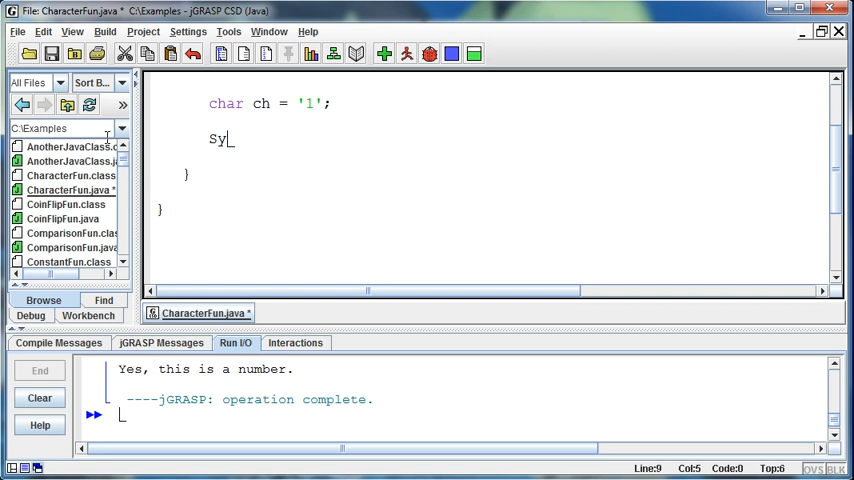 File: CharacterFun.java * C:\Examples - jGRASP CSD (Java)
File Edit View Build Project Settings Tools Window Help
All Files Sort B...
C:\Examples
AnotherJavaClass.c
AnotherJavaClass.ja
CharacterFun.class
CharacterFun.java *
CoinFlipFun.class
CoinFlipFun.java
ComparisonFun.clas
ComparisonFun.java
ConstantFun.class
Browse Find
Debug Workbench
char ch = '1';
Sy
}
}
CharacterFun.java *
Compile Messages jGRASP Messages Run I/O Interactions
End
Clear
Help
Yes, this is a number.
----jGRASP: operation complete.
Line:9 Col:5 Code:0 Top:6 OVS BLK